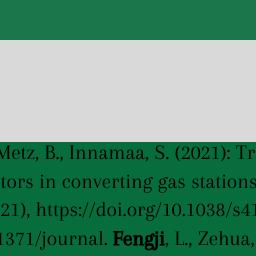 Metz, B., Innamaa, S. (2021): Tr
tors in converting gas stations
21), https://doi.org/10.1038/s41
1371/journal. Fengji, L., Zehua,